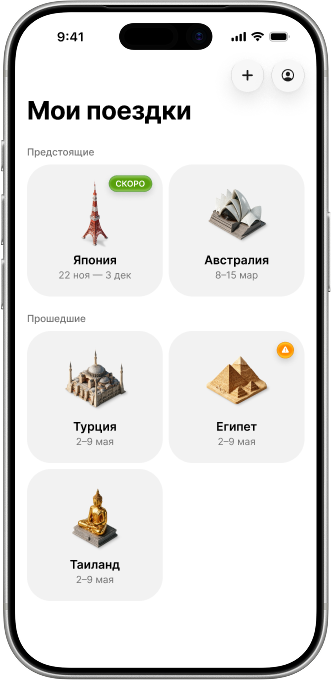 9:41
Мои поездки
Предстоящие
СКОРО
Япония
22 ноя — 3 дек
Австралия
8–15 мар
Прошедшие
Турция
2–9 мая
Египет
2–9 мая
Таиланд
2–9 мая